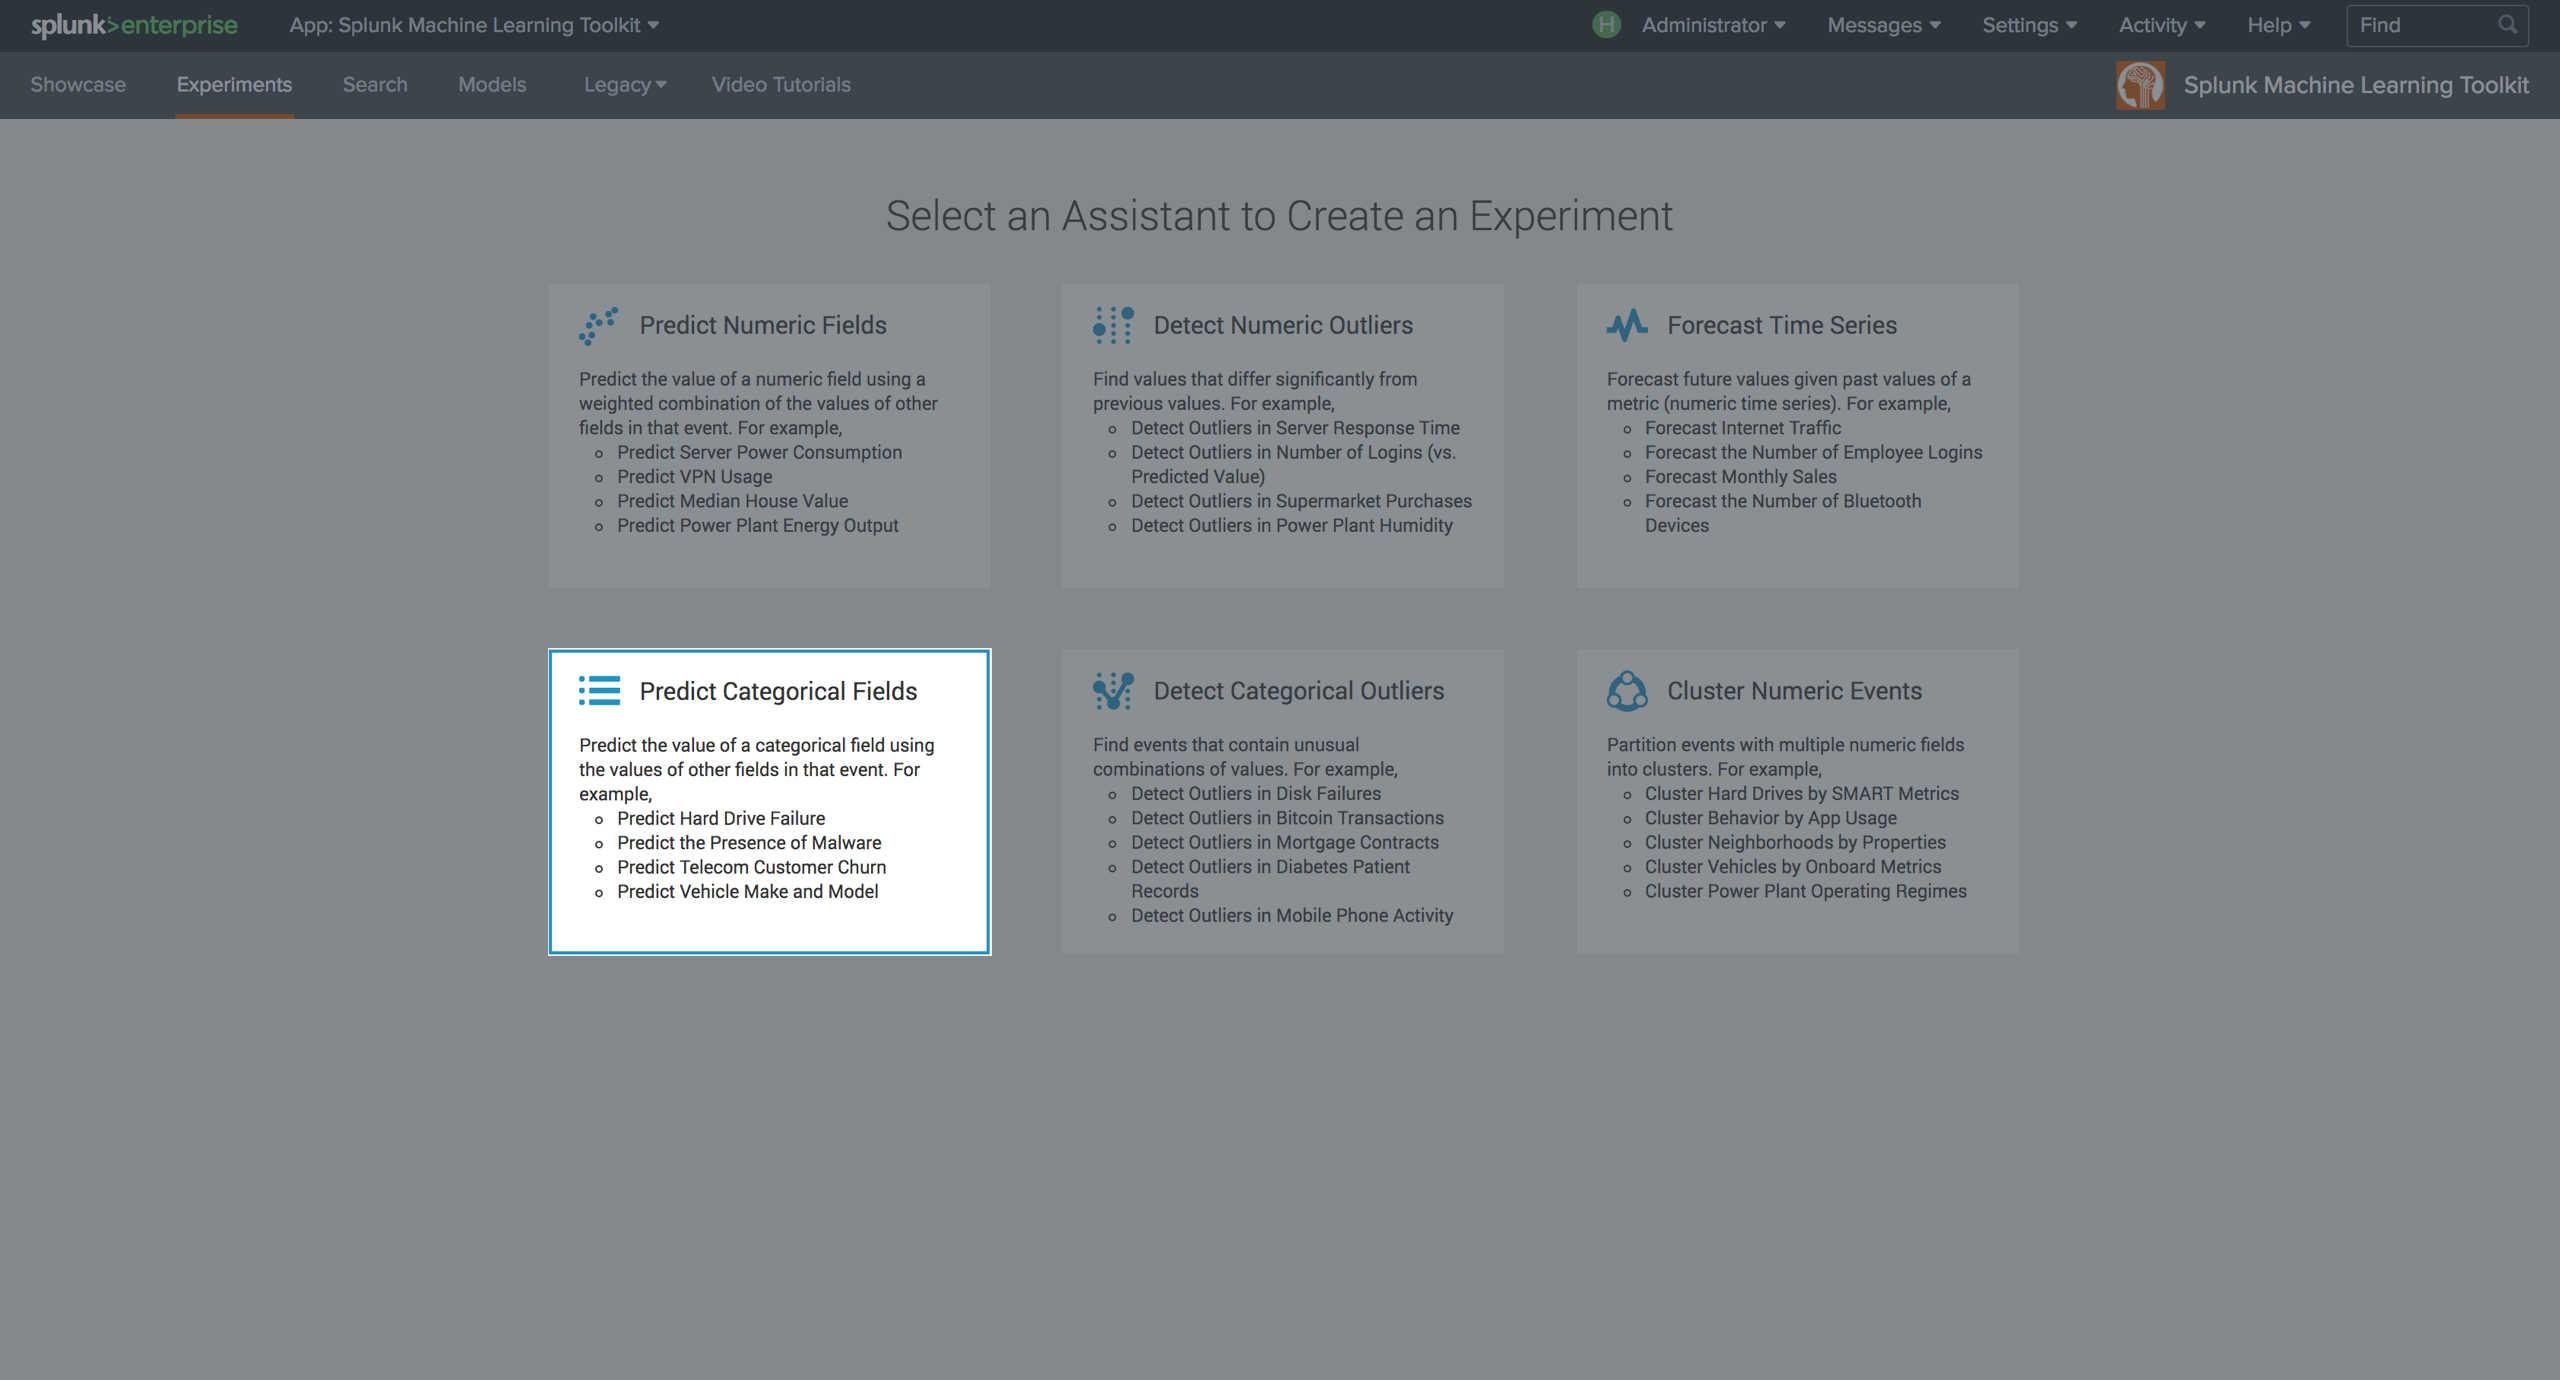 splunk>enterprise App: Splunk Machine Learning Toolkit H Administrator Messages Settings Activity Help Find
Showcase Experiments Search Models Legacy Video Tutorials Splunk Machine Learning Toolkit
Select an Assistant to Create an Experiment
Predict Numeric Fields
Predict the value of a numeric field using a
weighted combination of the values of other
fields in that event. For example,
Predict Server Power Consumption
Predict VPN Usage
Predict Median House Value
Predict Power Plant Energy Output
Detect Numeric Outliers
Find values that differ significantly from
previous values. For example,
Detect Outliers in Server Response Time
Detect Outliers in Number of Logins (vs.
Predicted Value)
Detect Outliers in Supermarket Purchases
Detect Outliers in Power Plant Humidity
Forecast Time Series
Forecast future values given past values of a
metric (numeric time series). For example,
Forecast Internet Traffic
Forecast the Number of Employee Logins
Forecast Monthly Sales
Forecast the Number of Bluetooth
Devices
Predict Categorical Fields
Predict the value of a categorical field using
the values of other fields in that event. For
example,
Predict Hard Drive Failure
Predict the Presence of Malware
Predict Telecom Customer Churn
Predict Vehicle Make and Model
Detect Categorical Outliers
Find events that contain unusual
combinations of values. For example,
Detect Outliers in Disk Failures
Detect Outliers in Bitcoin Transactions
Detect Outliers in Mortgage Contracts
Detect Outliers in Diabetes Patient
Records
Detect Outliers in Mobile Phone Activity
Cluster Numeric Events
Partition events with multiple numeric fields
into clusters. For example,
Cluster Hard Drives by SMART Metrics
Cluster Behavior by App Usage
Cluster Neighborhoods by Properties
Cluster Vehicles by Onboard Metrics
Cluster Power Plant Operating Regimes